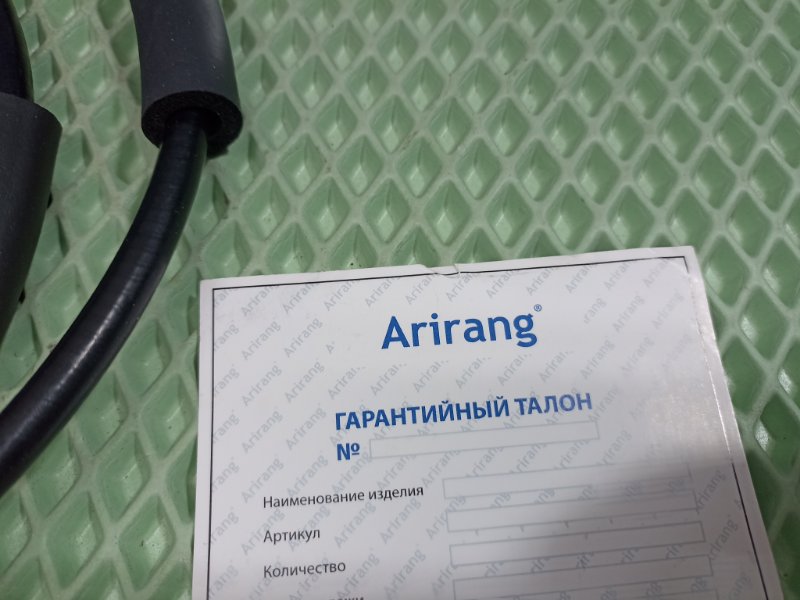 Arirang®
ГАРАНТИЙНЫЙ ТАЛОН
№
Наименование изделия
Артикул
Количество